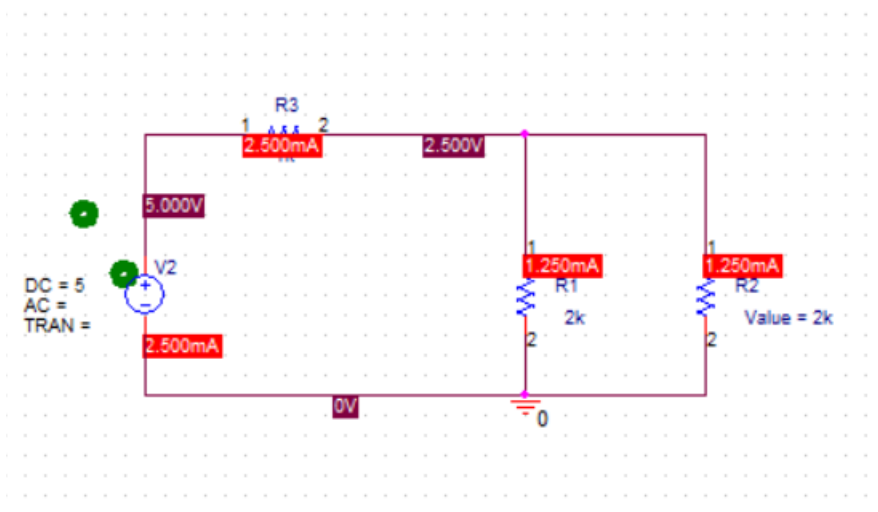 R3
1 2
2.500mA
2.500V
5.000V
V2
DC = 5
AC =
TRAN =
+
−
2.500mA
1 1
1.250mA 1.250mA
R1 R2
2k Value = 2k
2 2
0V
0